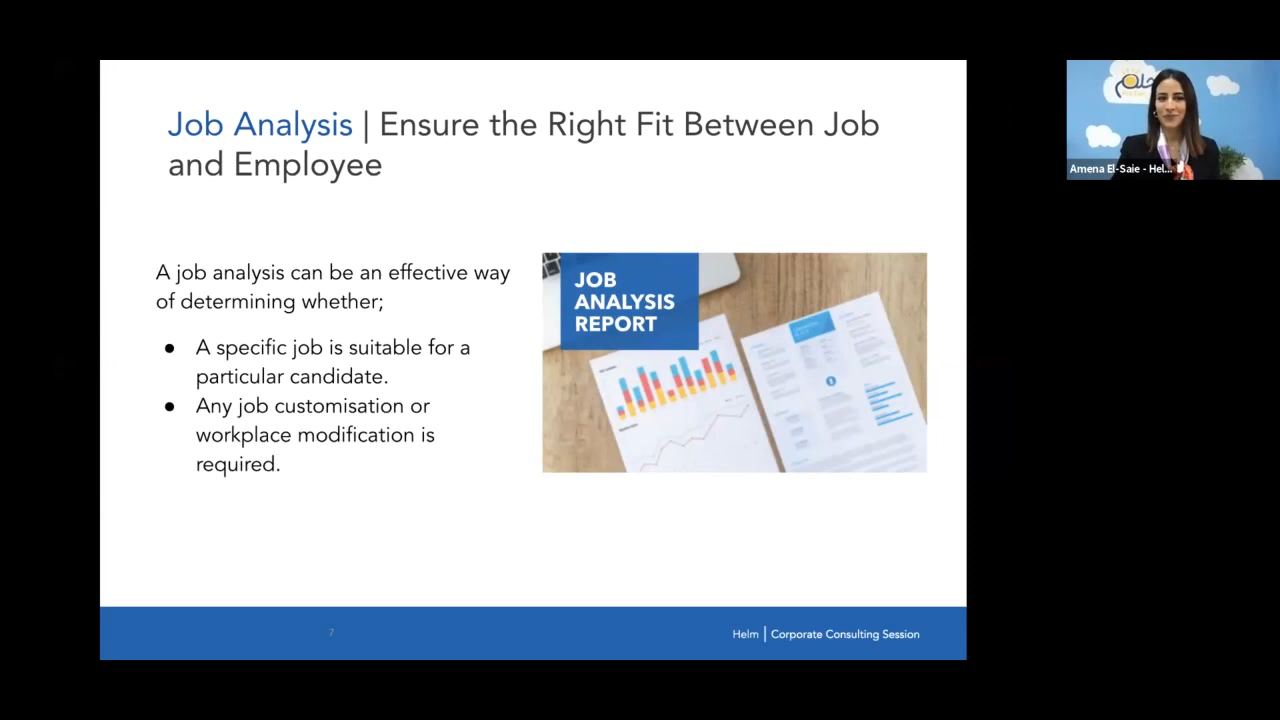 Job Analysis | Ensure the Right Fit Between Job
and Employee
A job analysis can be an effective way
of determining whether;
● A specific job is suitable for a
particular candidate.
● Any job customisation or
workplace modification is
required.
JOB
ANALYSIS
REPORT
7
Helm | Corporate Consulting Session
حلم
Amena El-Saie - Hel...